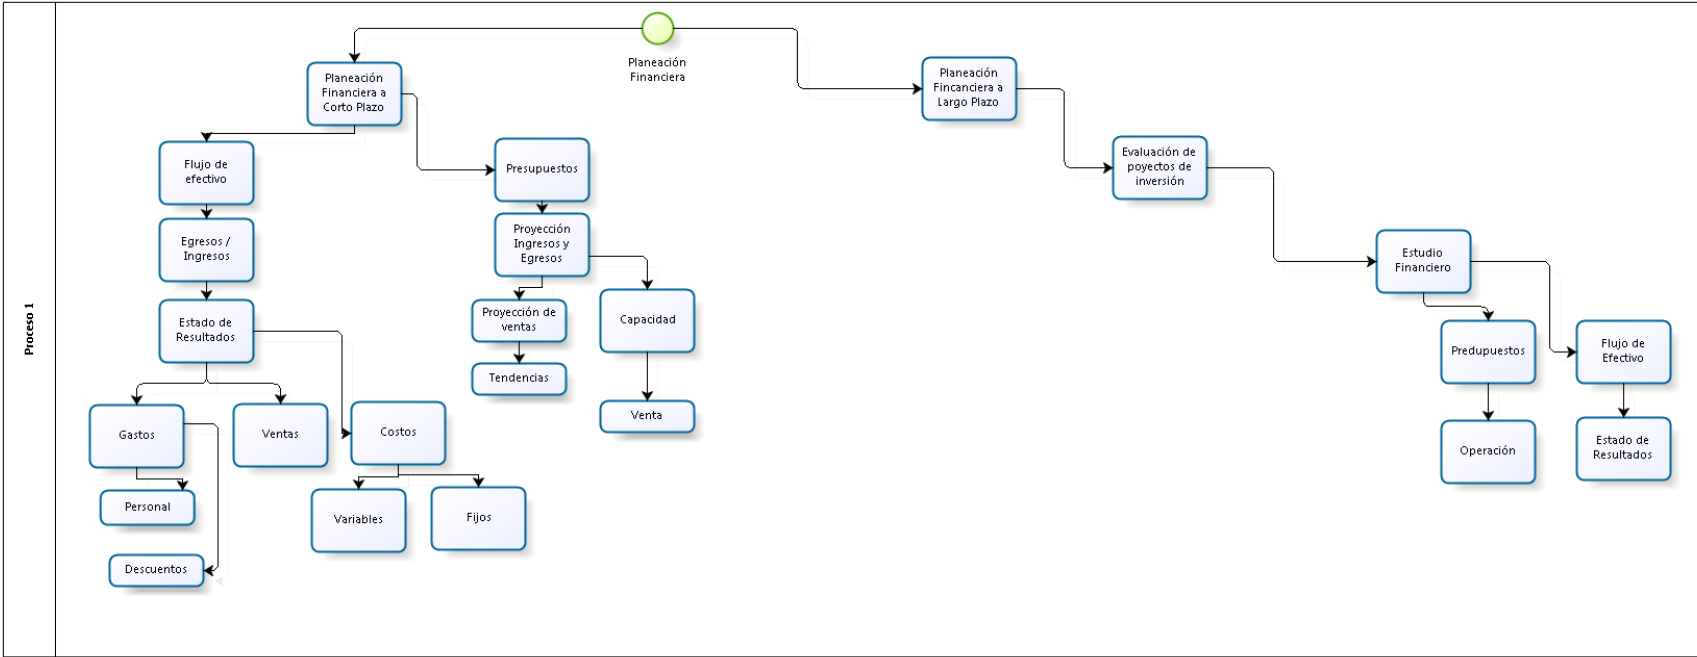 Proceso 1
Planeación
Financiera
Planeación
Financiera a
Corto Plazo
Planeación
Fincanciera a
Largo Plazo
Flujo de
efectivo
Presupuestos
Evaluación de
poyectos de
inversión
Egresos /
Ingresos
Proyección
Ingresos y
Egresos
Estudio
Financiero
Estado de
Resultados
Proyección de
ventas
Capacidad
Predupuestos
Flujo de
Efectivo
Tendencias
Venta
Gastos
Ventas
Costos
Operación
Estado de
Resultados
Personal
Variables
Fijos
Descuentos